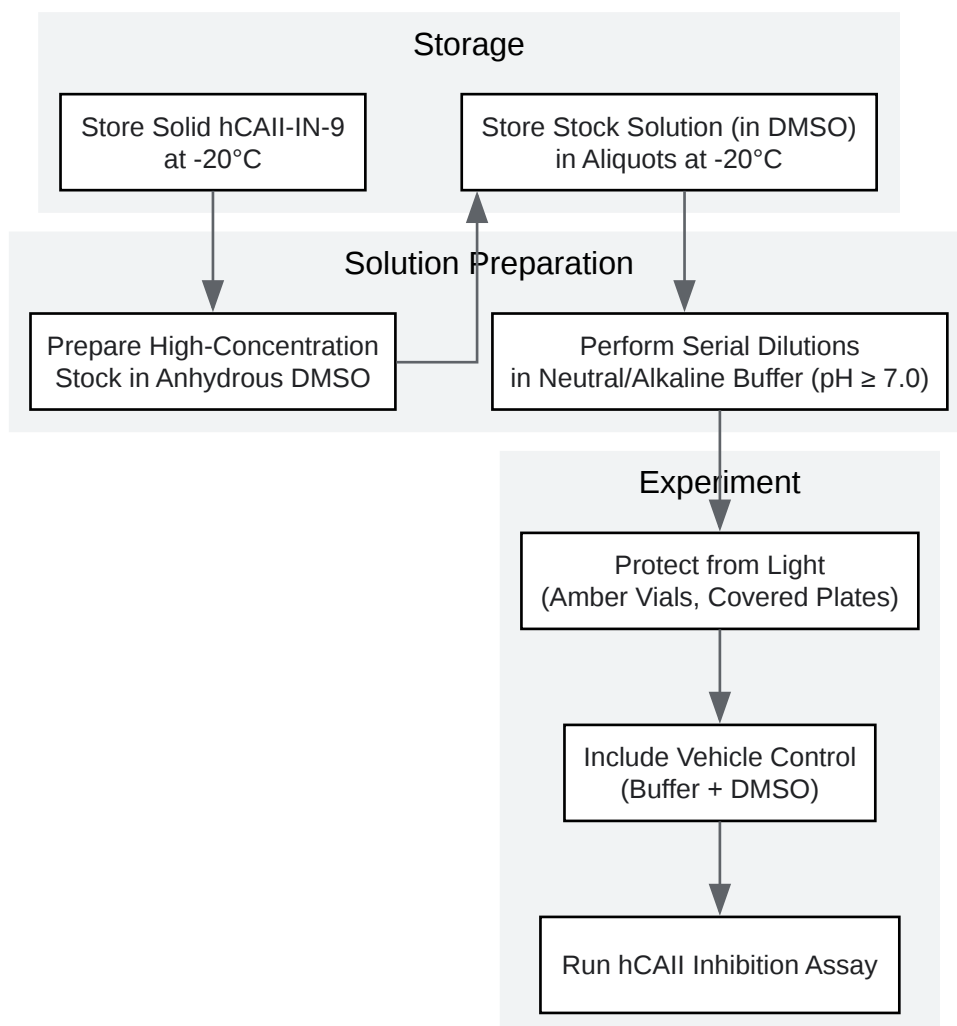 Storage
Store Solid hCAII-IN-9
at -20°C
Store Stock Solution (in DMSO)
in Aliquots at -20°C
Solution Preparation
Prepare High-Concentration
Stock in Anhydrous DMSO
Perform Serial Dilutions
in Neutral/Alkaline Buffer (pH ≥ 7.0)
Experiment
Protect from Light
(Amber Vials, Covered Plates)
Include Vehicle Control
(Buffer + DMSO)
Run hCAII Inhibition Assay